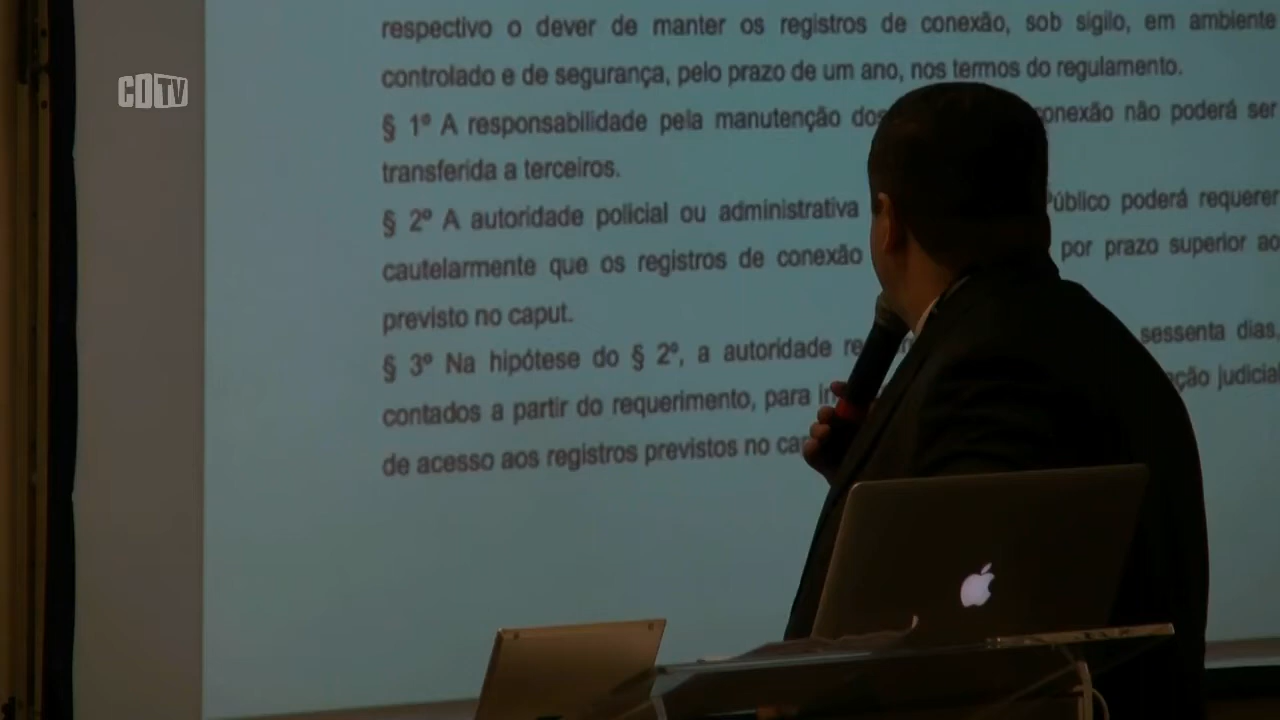 CDTV
respectivo o dever de manter os registros de conexão, sob sigilo, em ambiente
controlado e de segurança, pelo prazo de um ano, nos termos do regulamento.
§ 1º A responsabilidade pela manutenção dos conexão não poderá ser
transferida a terceiros.
§ 2º A autoridade policial ou administrativa Público poderá requerer
cautelarmente que os registros de conexão por prazo superior ao
previsto no caput.
§ 3º Na hipótese do § 2º, a autoridade sessenta dias,
contados a partir do requerimento, para judicial
de acesso aos registros previstos no